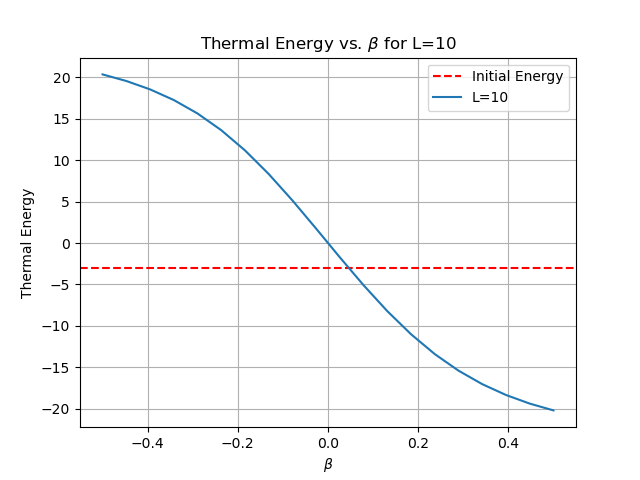 Thermal Energy vs. β for L=10
Initial Energy
L=10
Thermal Energy
20
15
10
5
0
−5
−10
−15
−20
−0.4 −0.2 0.0 0.2 0.4
β